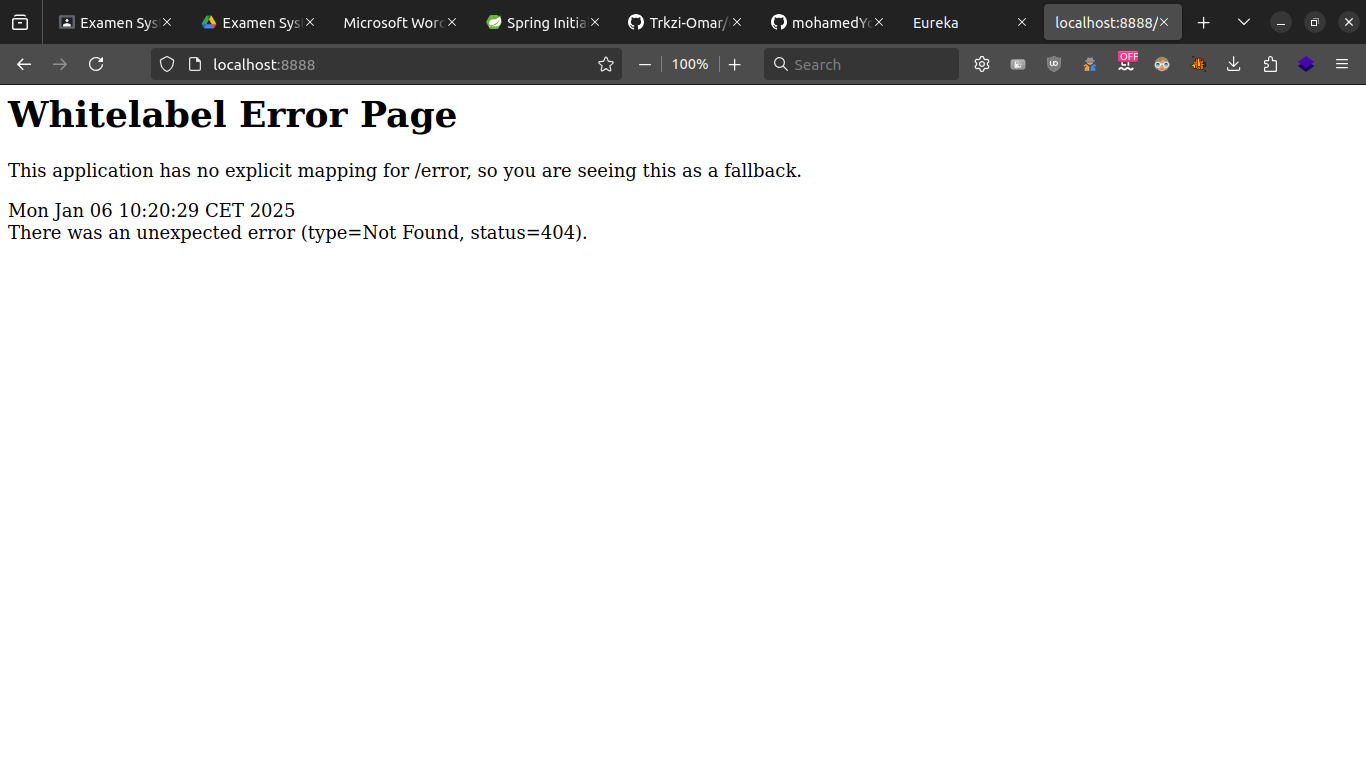 Examen Sys
Examen Sys
Microsoft Word
Spring Initia
Trkzi-Omar/
mohamedYo
Eureka
localhost:8888/
localhost:8888
100%
Search
OFF
Whitelabel Error Page
This application has no explicit mapping for /error, so you are seeing this as a fallback.
Mon Jan 06 10:20:29 CET 2025
There was an unexpected error (type=Not Found, status=404).